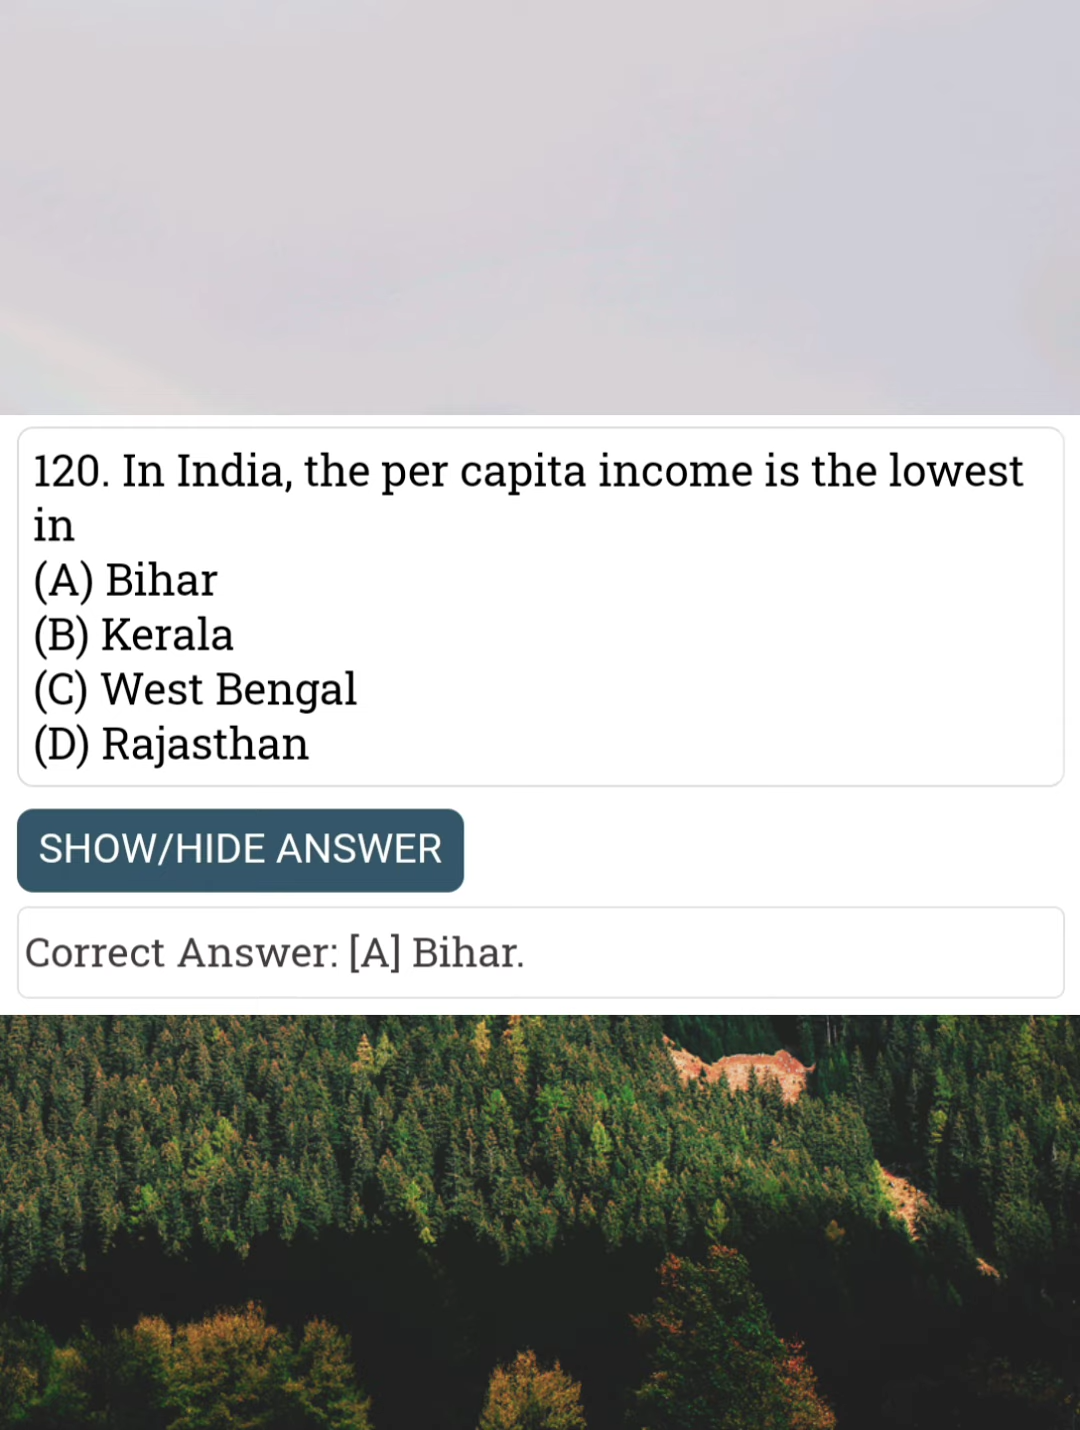 120. In India, the per capita income is the lowest
in
(A) Bihar
(B) Kerala
(C) West Bengal
(D) Rajasthan
SHOW/HIDE ANSWER
Correct Answer: [A] Bihar.